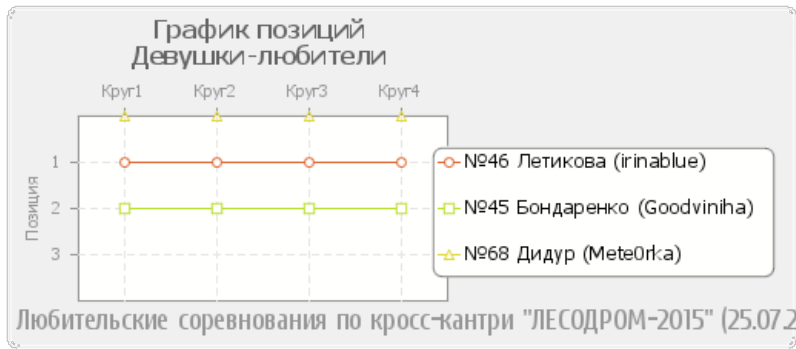 График позиций
Девушки-любители
Круг1 Круг2 Круг3 Круг4
Позиция
1
2
3
№46 Летикова (irinablue)
№45 Бондаренко (Goodviniha)
№68 Дидур (Mete0rka)
Любительские соревнования по кросс-кантри "ЛЕСОДРОМ-2015" (25.07.2